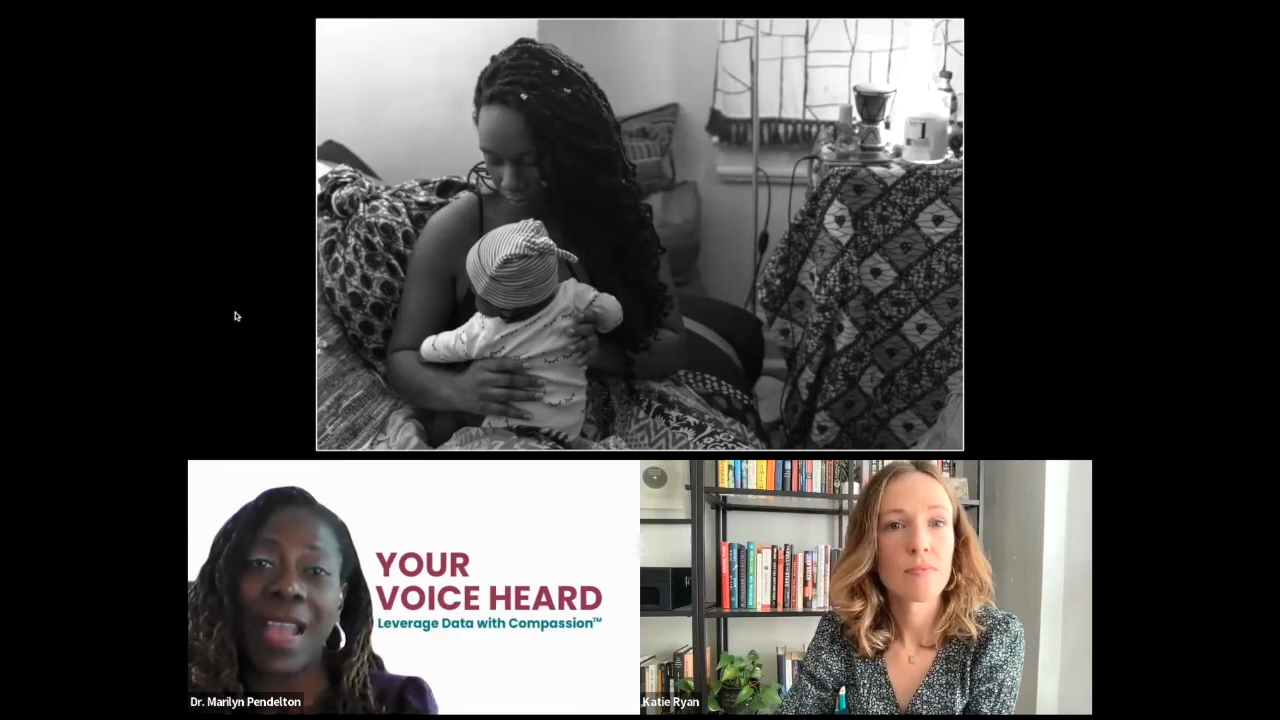 YOUR
VOICE HEARD
Leverage Data with Compassion™
Dr. Marilyn Pendelton
Katie Ryan